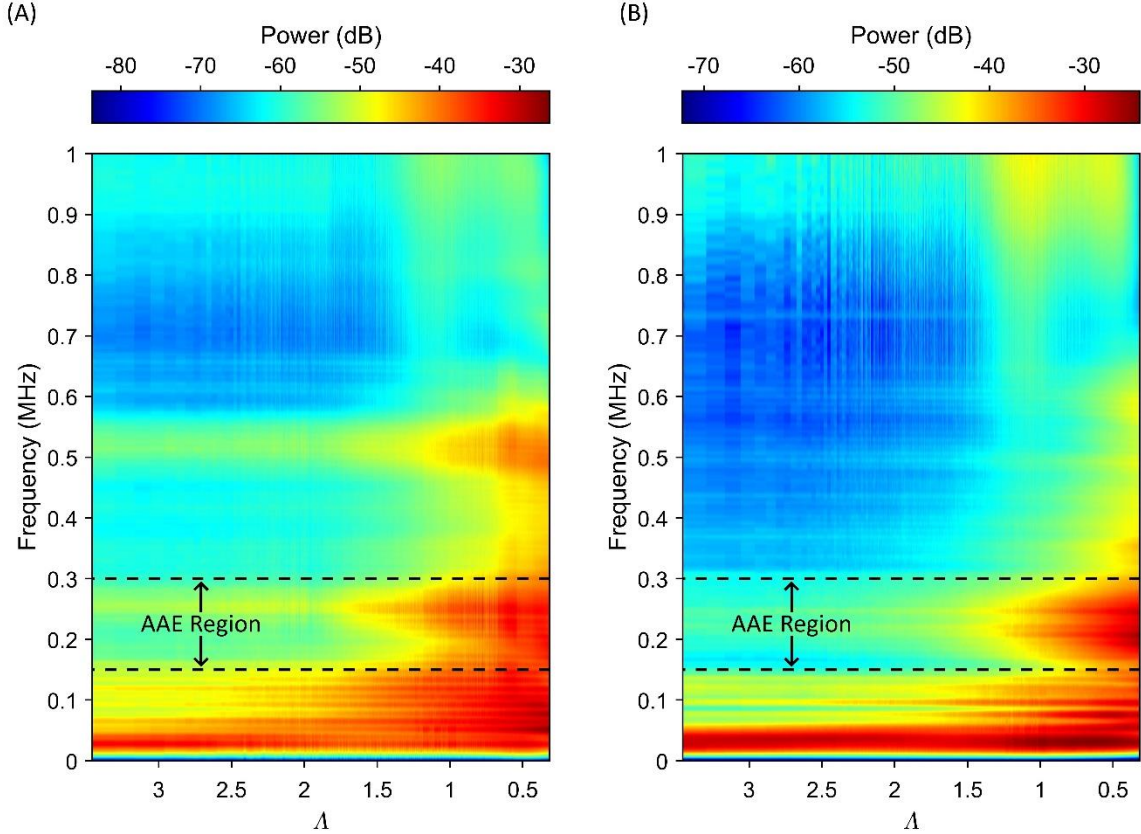 (A)
Power (dB)
-80 -70 -60 -50 -40 -30
1
0.9
0.8
0.7
0.6
0.5
0.4
0.3
0.2
0.1
0
Frequency (MHz)
AAE Region
3 2.5 2 1.5 1 0.5
Λ
(B)
Power (dB)
-70 -60 -50 -40 -30
1
0.9
0.8
0.7
0.6
0.5
0.4
0.3
0.2
0.1
0
Frequency (MHz)
AAE Region
3 2.5 2 1.5 1 0.5
Λ